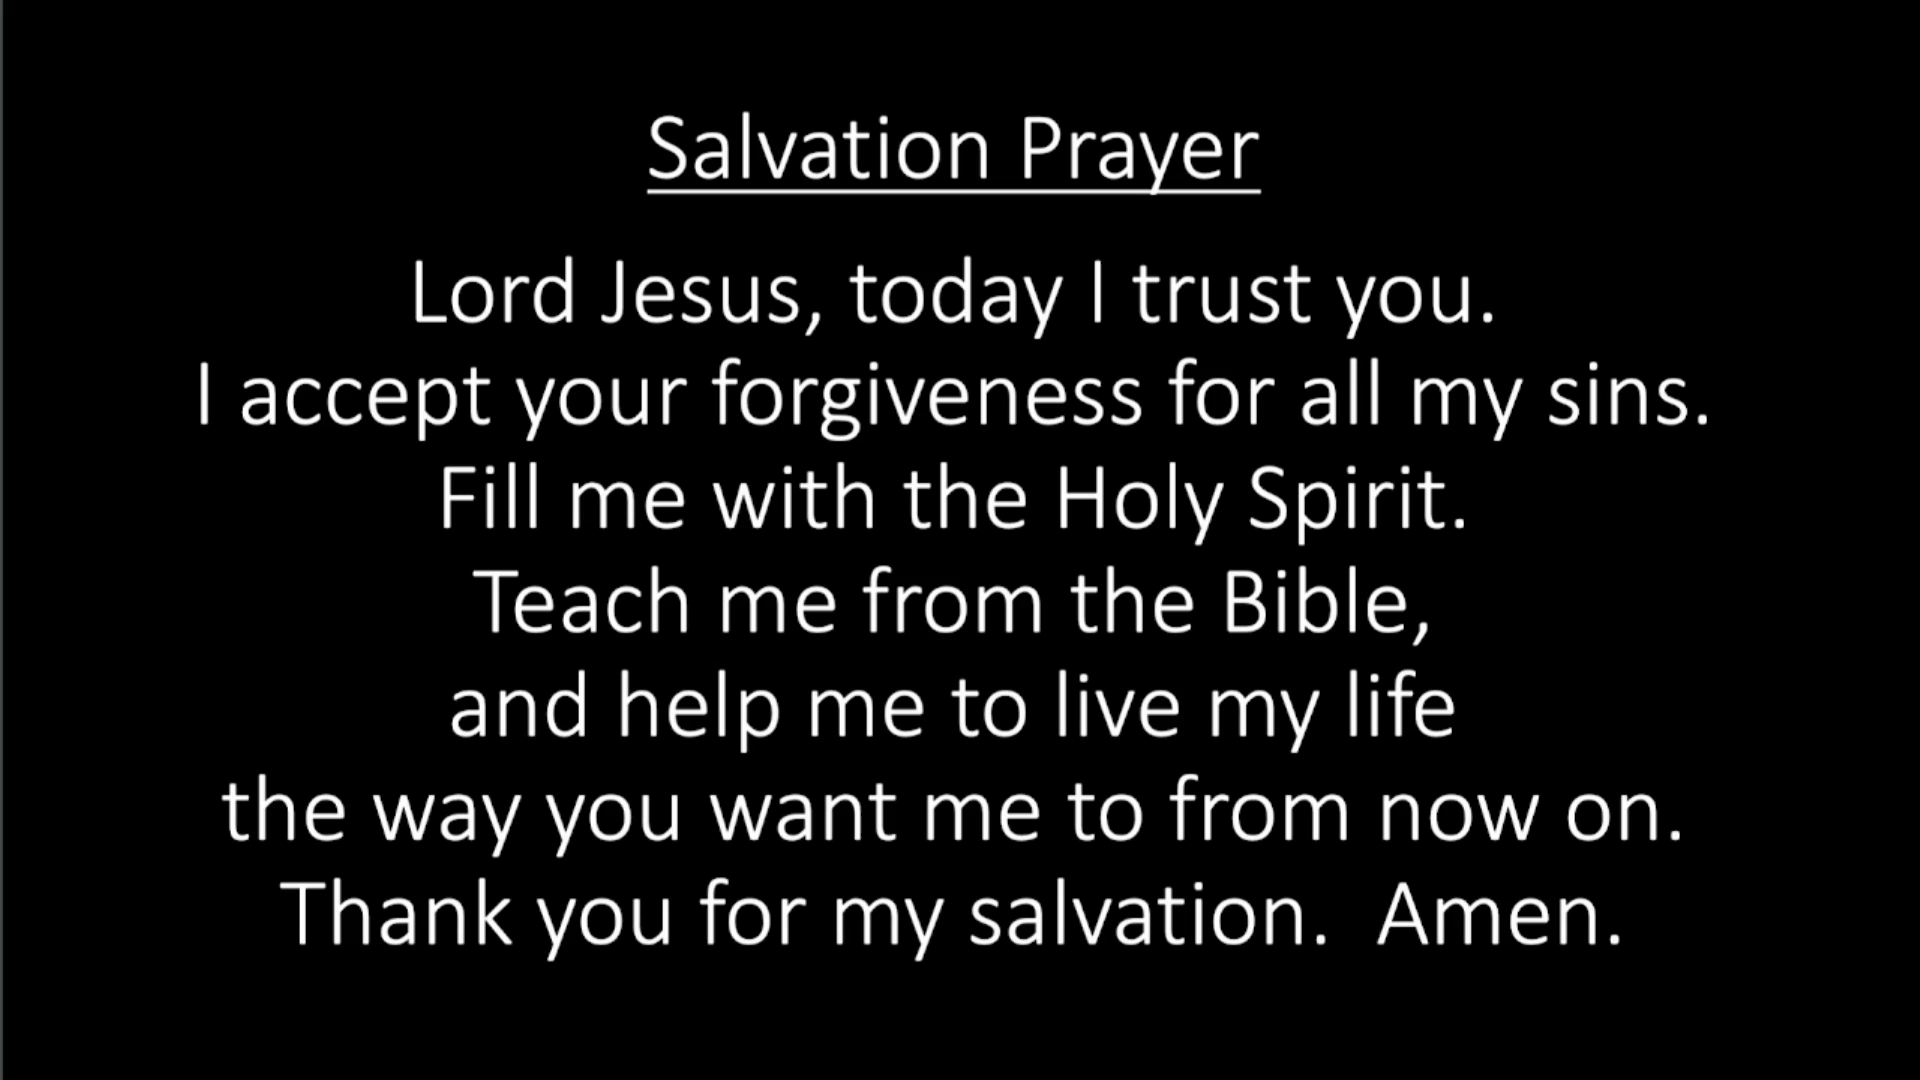 Salvation Prayer
Lord Jesus, today I trust you.
I accept your forgiveness for all my sins.
Fill me with the Holy Spirit.
Teach me from the Bible,
and help me to live my life
the way you want me to from now on.
Thank you for my salvation.  Amen.